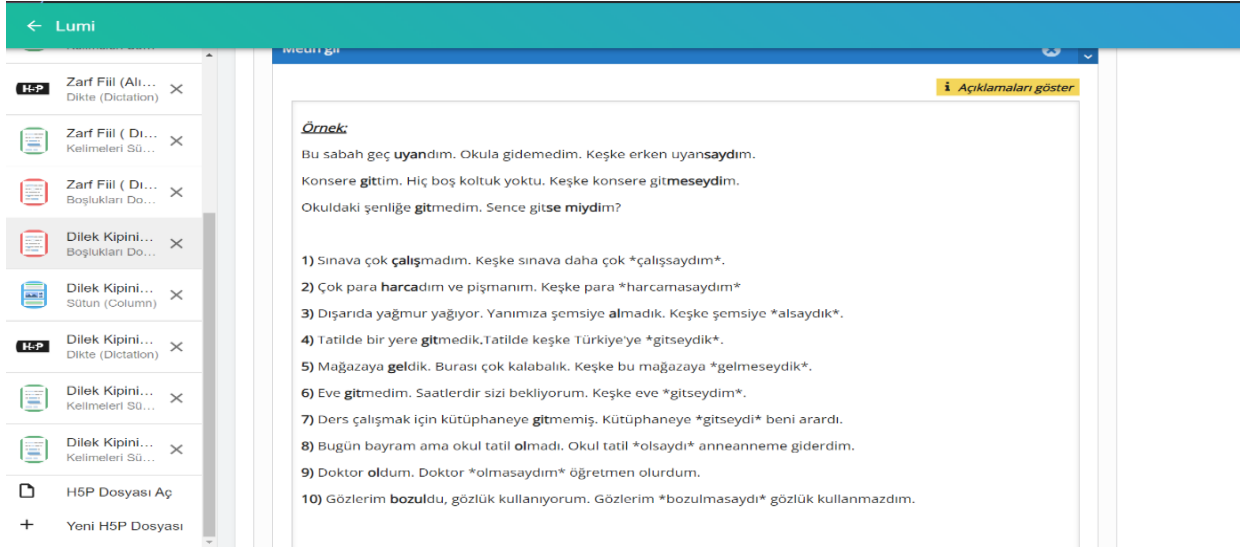 ← Lumi
Metin gir
H-P
Zarf Fiil (Alı...
Dikte (Dictation)
Zarf Fiil ( Dı...
Kelimeleri Sü...
Zarf Fiil ( Dı...
Boşlukları Do...
Dilek Kipini...
Boşlukları Do...
Dilek Kipini...
Sütun (Column)
H-P
Dilek Kipini...
Dikte (Dictation)
Dilek Kipini...
Kelimeleri Sü...
Dilek Kipini...
Kelimeleri Sü...
H5P Dosyası Aç
+ Yeni H5P Dosyası
i Açıklamaları göster
Örnek:
Bu sabah geç uyandım. Okula gidemedim. Keşke erken uyansaydım.
Konsere gittim. Hiç boş koltuk yoktu. Keşke konsere gitmeseydim.
Okuldaki şenliğe gitmedim. Sence gitse miydim?
1) Sınava çok çalışmadım. Keşke sınava daha çok *çalışsaydım*.
2) Çok para harcadım ve pişmanım. Keşke para *harcamasaydım*
3) Dışarıda yağmur yağıyor. Yanımıza şemsiye almadık. Keşke şemsiye *alsaydık*.
4) Tatilde bir yere gitmedik.Tatilde keşke Türkiye'ye *gitseydik*.
5) Mağazaya geldik. Burası çok kalabalık. Keşke bu mağazaya *gelmeseydik*.
6) Eve gitmedim. Saatlerdir sizi bekliyorum. Keşke eve *gitseydim*.
7) Ders çalışmak için kütüphaneye gitmemiş. Kütüphaneye *gitseydi* beni arardı.
8) Bugün bayram ama okul tatil olmadı. Okul tatil *olsaydı* anneanneme giderdim.
9) Doktor oldum. Doktor *olmasaydım* öğretmen olurdum.
10) Gözlerim bozuldu, gözlük kullanıyorum. Gözlerim *bozulmasaydı* gözlük kullanmazdım.